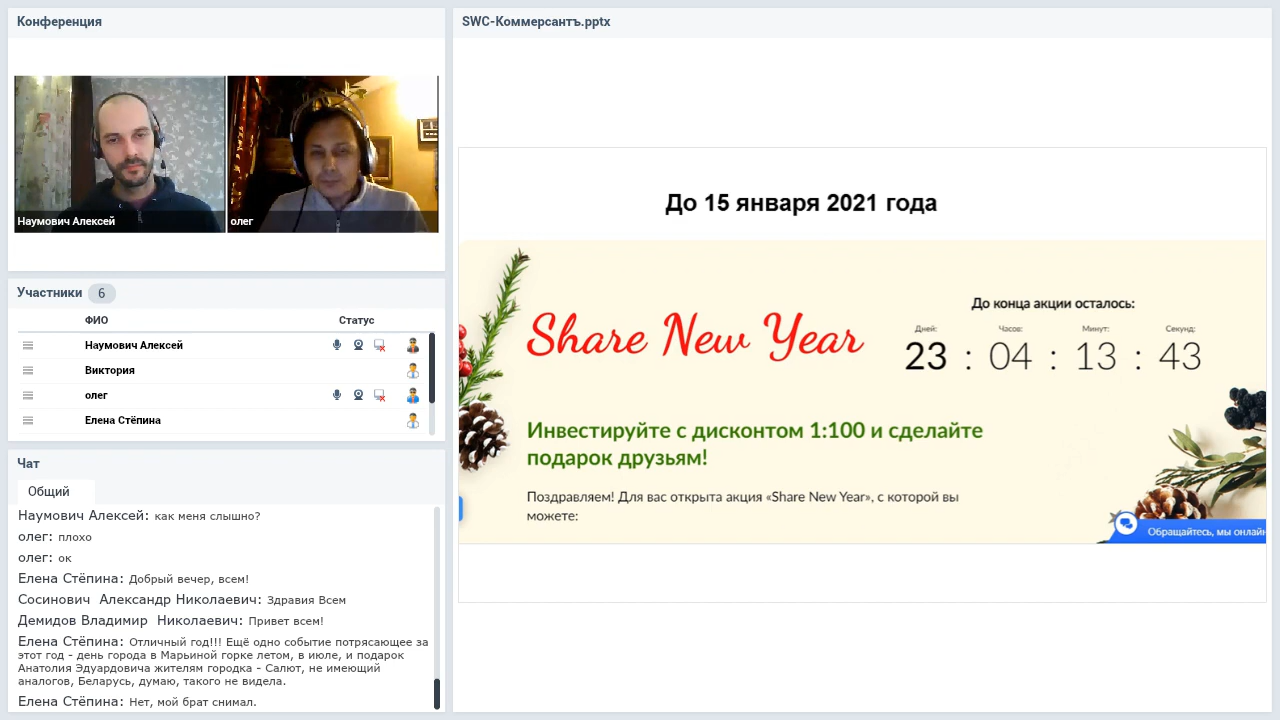 Конференция
Наумович Алексей
олег
Участники 6
ФИО Статус
Наумович Алексей
Виктория
олег
Елена Стёпина
Чат
Общий
Наумович Алексей: как меня слышно?
олег: плохо
олег: ок
Елена Стёпина: Добрый вечер, всем!
Сосинович Александр Николаевич: Здравия Всем
Демидов Владимир Николаевич: Привет всем!
Елена Стёпина: Отличный год!!! Ещё одно событие потрясающее за
этот год - день города в Марьиной горке летом, в июле, и подарок
Анатолия Эдуардовича жителям городка - Салют, не имеющий
аналогов, Беларусь, думаю, такого не видела.
Елена Стёпина: Нет, мой брат снимал.
SWC-Коммерсантъ.pptx
До 15 января 2021 года
Share New Year
До конца акции осталось:
Дней: Часов: Минут: Секунд:
23 : 04 : 13 : 43
Инвестируйте с дисконтом 1:100 и сделайте
подарок друзьям!
Поздравляем! Для вас открыта акция «Share New Year», с которой вы
можете:
Обращайтесь, мы онлайн